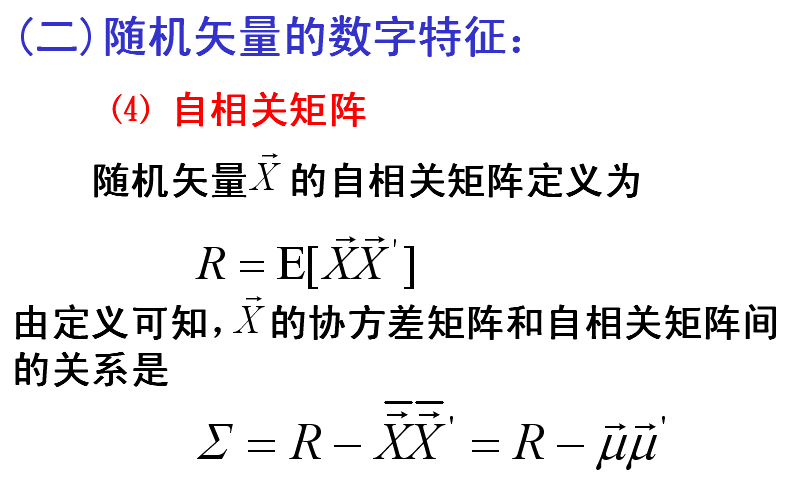 (二)随机矢量的数字特征：
(4) 自相关矩阵
随机矢量 $\vec{X}$ 的自相关矩阵定义为
$R = \mathrm{E}[\vec{X}\vec{X}']$
由定义可知，$\vec{X}$ 的协方差矩阵和自相关矩阵间
的关系是
$\Sigma = R - \overline{\vec{X}}\,\overline{\vec{X}}' = R - \vec{\mu}\vec{\mu}'$